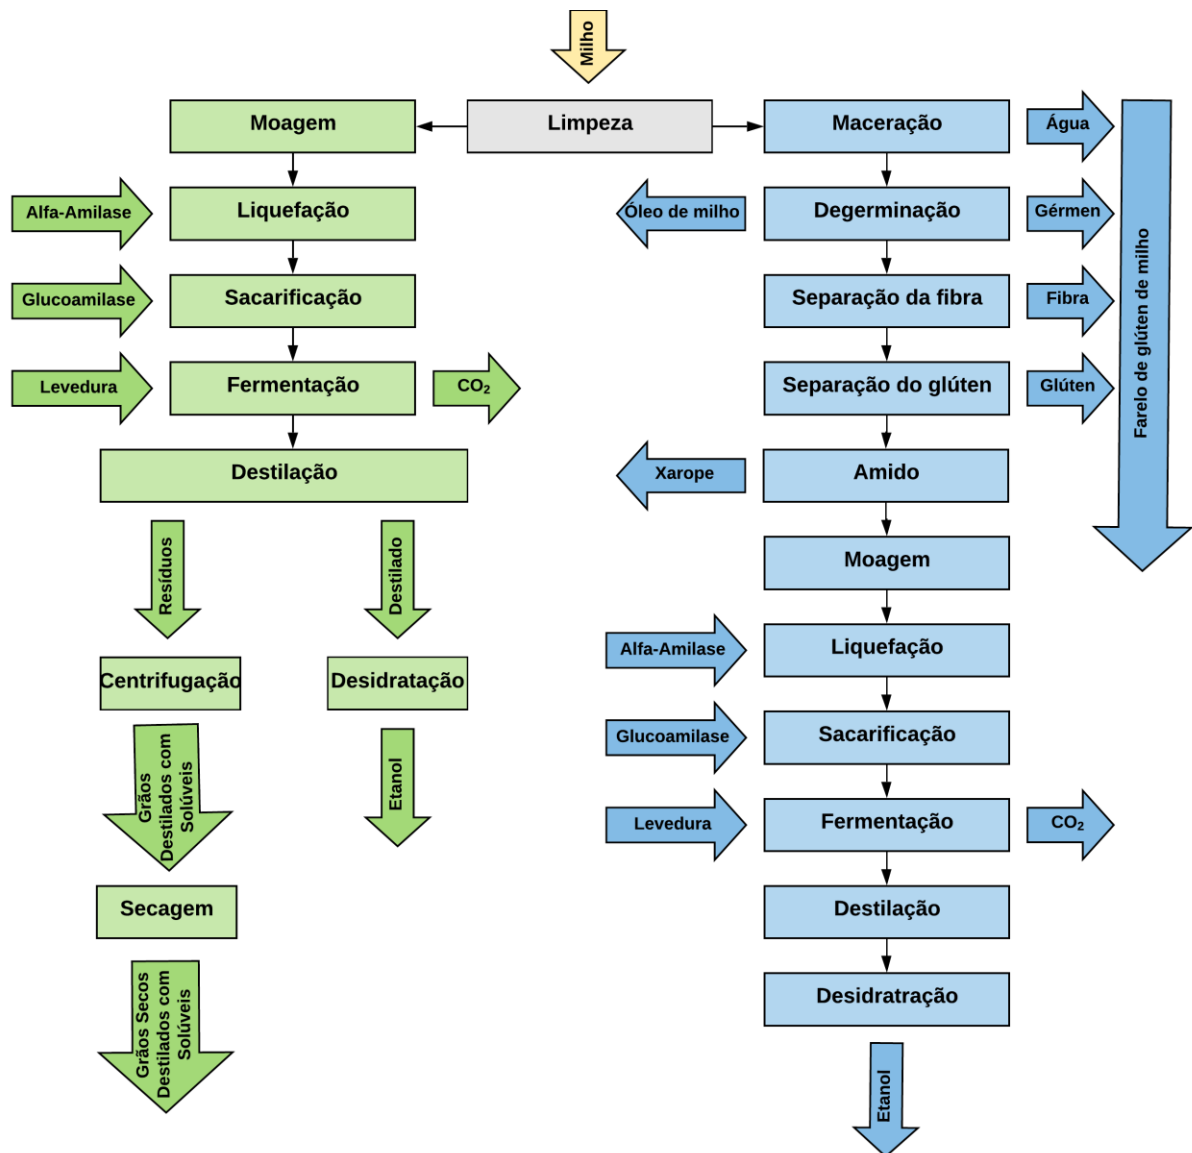 Milho
Moagem
Limpeza
Maceração
Água
Alfa-Amilase
Liquefação
Óleo de milho
Degerminação
Gérmen
Glucoamilase
Sacarificação
Separação da fibra
Fibra
Farelo de glúten de milho
Levedura
Fermentação
CO₂
Separação do glúten
Glúten
Destilação
Xarope
Amido
Resíduos
Destilado
Moagem
Centrifugação
Desidratação
Alfa-Amilase
Liquefação
Grãos
Destilados com
Solúveis
Etanol
Glucoamilase
Sacarificação
Levedura
Fermentação
CO₂
Secagem
Destilação
Grãos Secos
Destilados com
Solúveis
Desidratração
Etanol